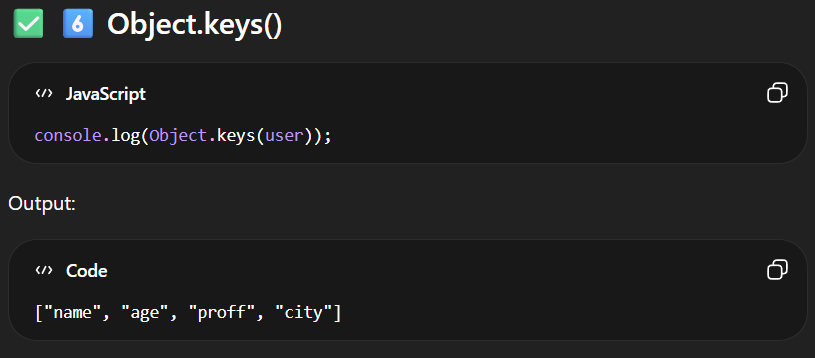 ✅ 6️⃣ Object.keys()
</> JavaScript
console.log(Object.keys(user));
Output:
</> Code
["name", "age", "proff", "city"]